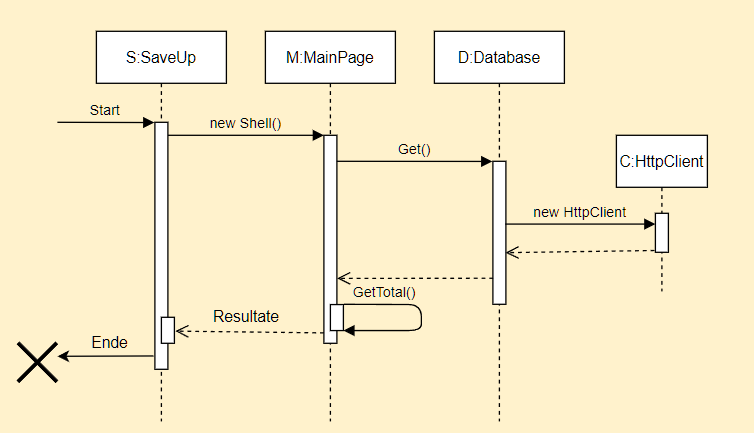 S:SaveUp
M:MainPage
D:Database
Start
new Shell()
Get()
C:HttpClient
new HttpClient
GetTotal()
Resultate
Ende